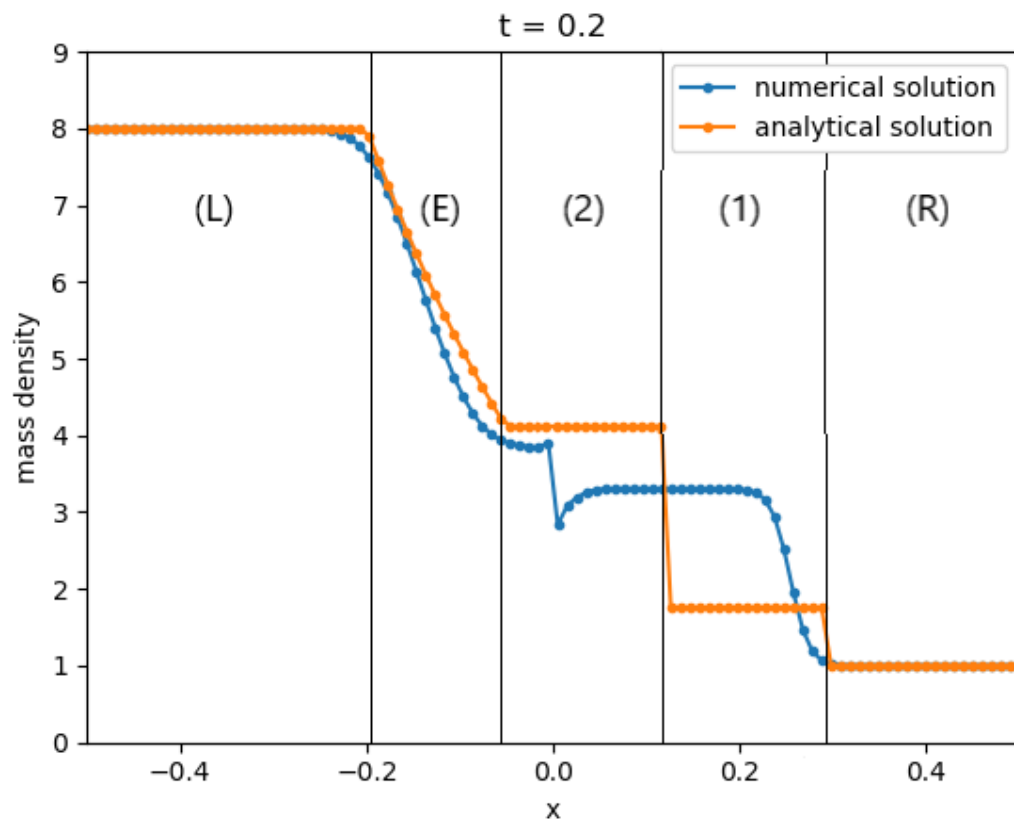 t = 0.2
numerical solution
analytical solution
(L)
(E)
(2)
(1)
(R)
mass density
9
8
7
6
5
4
3
2
1
0
−0.4
−0.2
0.0
0.2
0.4
x